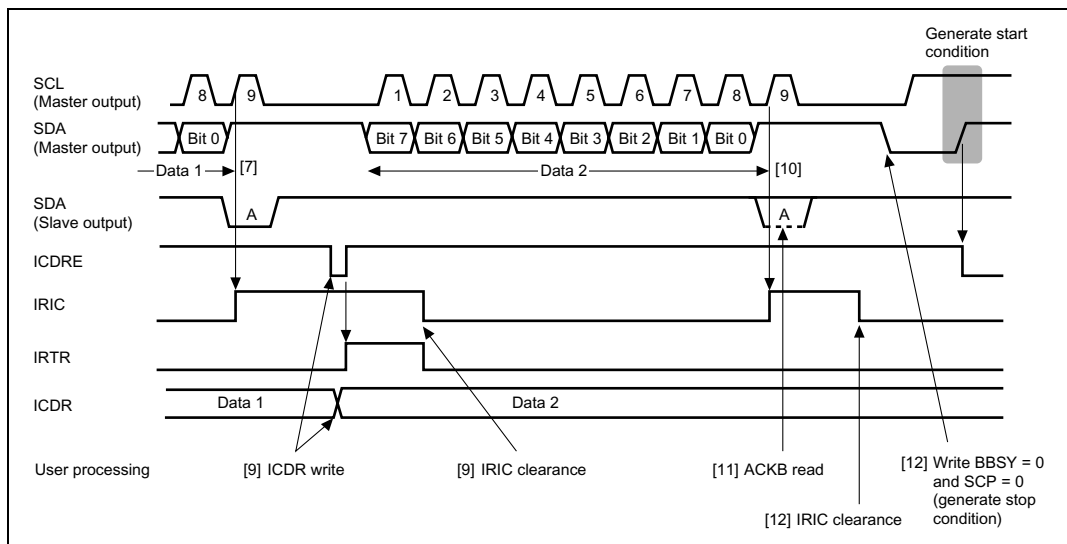 Generate start
condition
SCL
(Master output)
8 9 1 2 3 4 5 6 7 8 9
SDA
(Master output)
Bit 0 Bit 7 Bit 6 Bit 5 Bit 4 Bit 3 Bit 2 Bit 1 Bit 0
Data 1 [7] Data 2 [10]
SDA
(Slave output)
A A
ICDRE
IRIC
IRTR
ICDR
Data 1 Data 2
User processing
[9] ICDR write
[9] IRIC clearance
[11] ACKB read
[12] Write BBSY = 0
and SCP = 0
(generate stop
condition)
[12] IRIC clearance